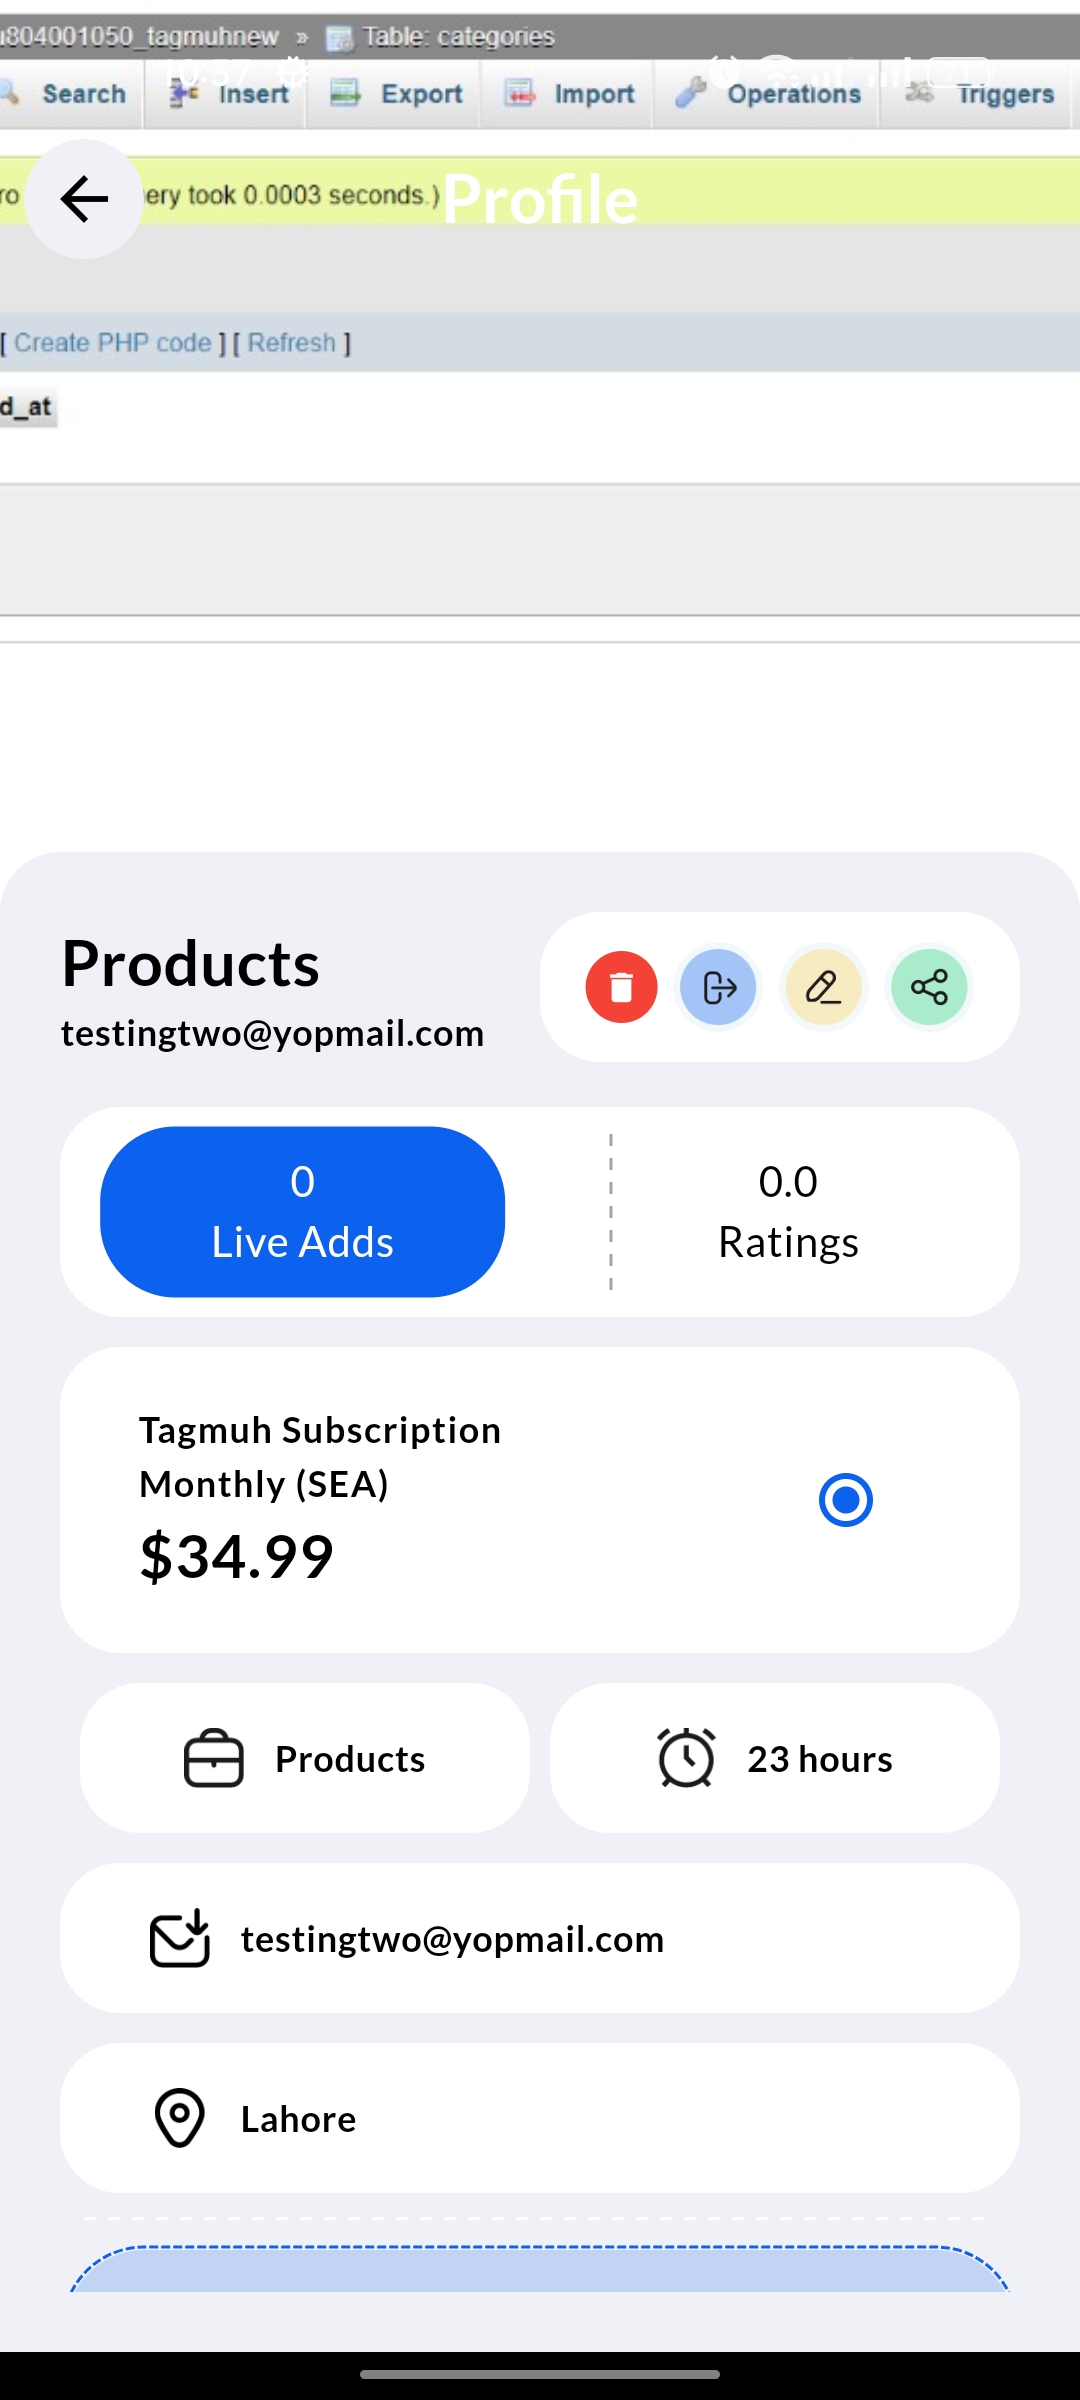 u804001050_tagmuhnew » Table: categories
10:37
Search Insert Export Import Operations Triggers
ro ery took 0.0003 seconds.) Profile
[ Create PHP code ] [ Refresh ]
d_at
Products
testingtwo@yopmail.com
0
Live Adds
0.0
Ratings
Tagmuh Subscription
Monthly (SEA)
$34.99
Products
23 hours
testingtwo@yopmail.com
Lahore